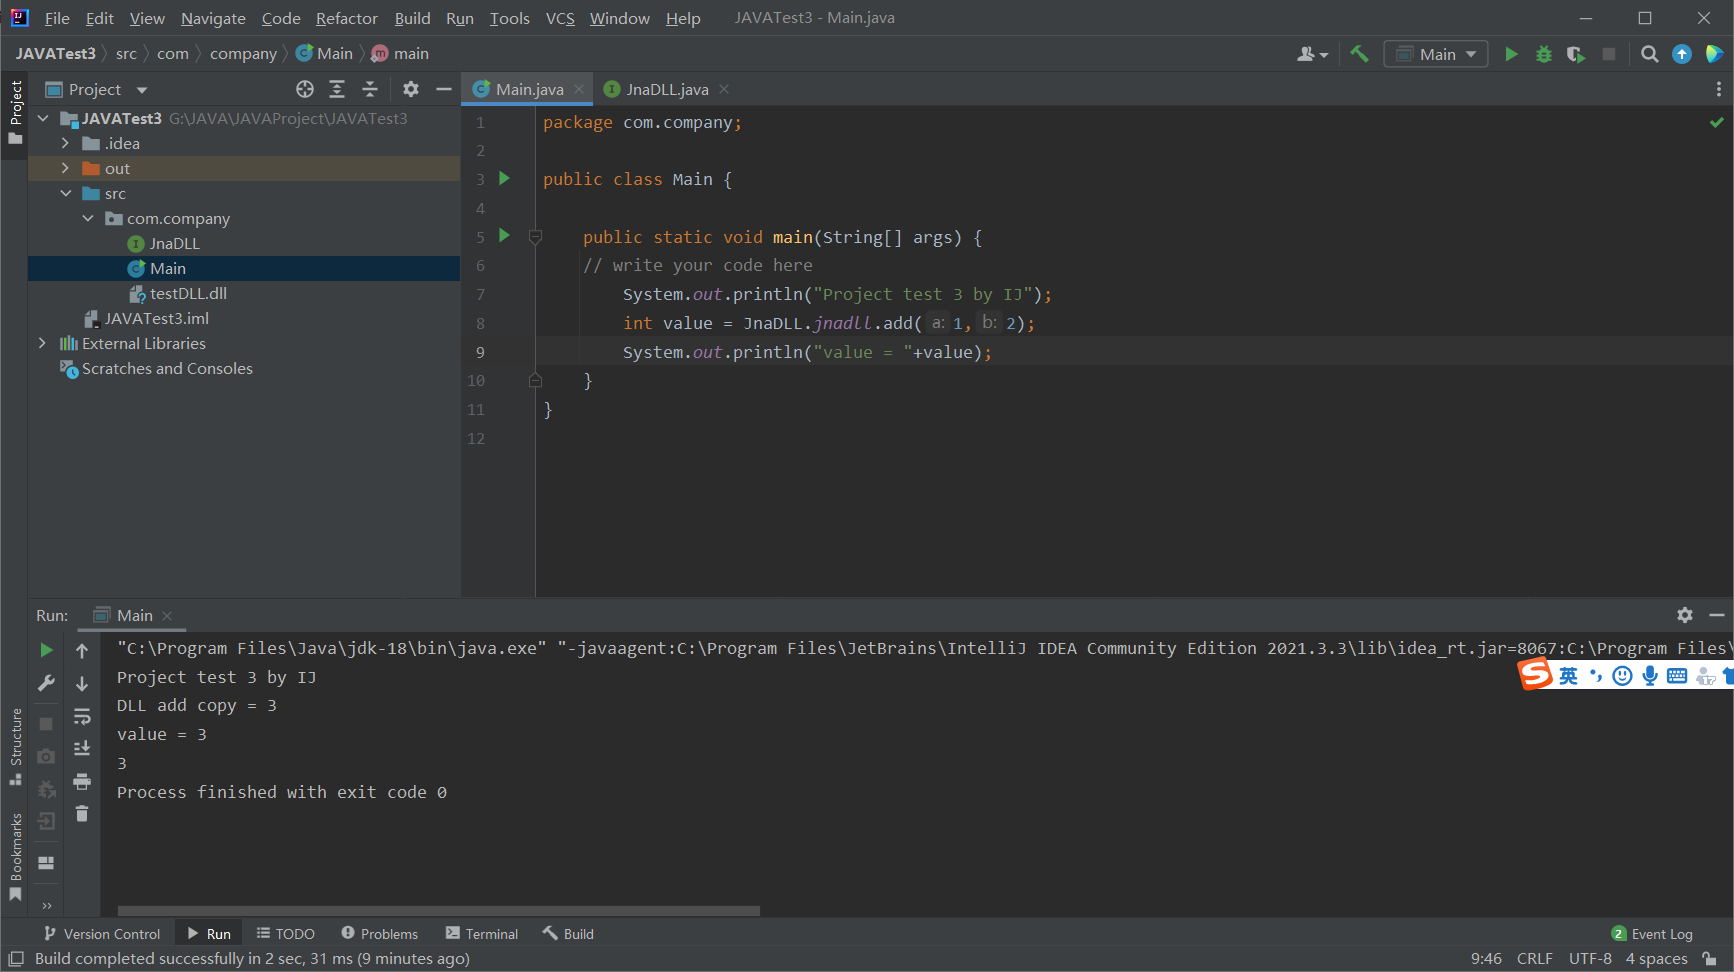 File Edit View Navigate Code Refactor Build Run Tools VCS Window Help JAVATest3 - Main.java
JAVATest3 src com company Main main
Main
Project
Project
Main.java
JnaDLL.java
JAVATest3 G:\JAVA\JAVAProject\JAVATest3
.idea
out
src
com.company
JnaDLL
Main
testDLL.dll
JAVATest3.iml
External Libraries
Scratches and Consoles
1 package com.company;
2
3 public class Main {
4
5 public static void main(String[] args) {
6 // write your code here
7 System.out.println("Project test 3 by IJ");
8 int value = JnaDLL.jnadll.add( a: 1, b: 2);
9 System.out.println("value = "+value);
10 }
11 }
12
Run: Main
"C:\Program Files\Java\jdk-18\bin\java.exe" "-javaagent:C:\Program Files\JetBrains\IntelliJ IDEA Community Edition 2021.3.3\lib\idea_rt.jar=8067:C:\Program Files\
Project test 3 by IJ
DLL add copy = 3
value = 3
3
Process finished with exit code 0
英
Structure
Bookmarks
Version Control Run TODO Problems Terminal Build 2 Event Log
Build completed successfully in 2 sec, 31 ms (9 minutes ago) 9:46 CRLF UTF-8 4 spaces